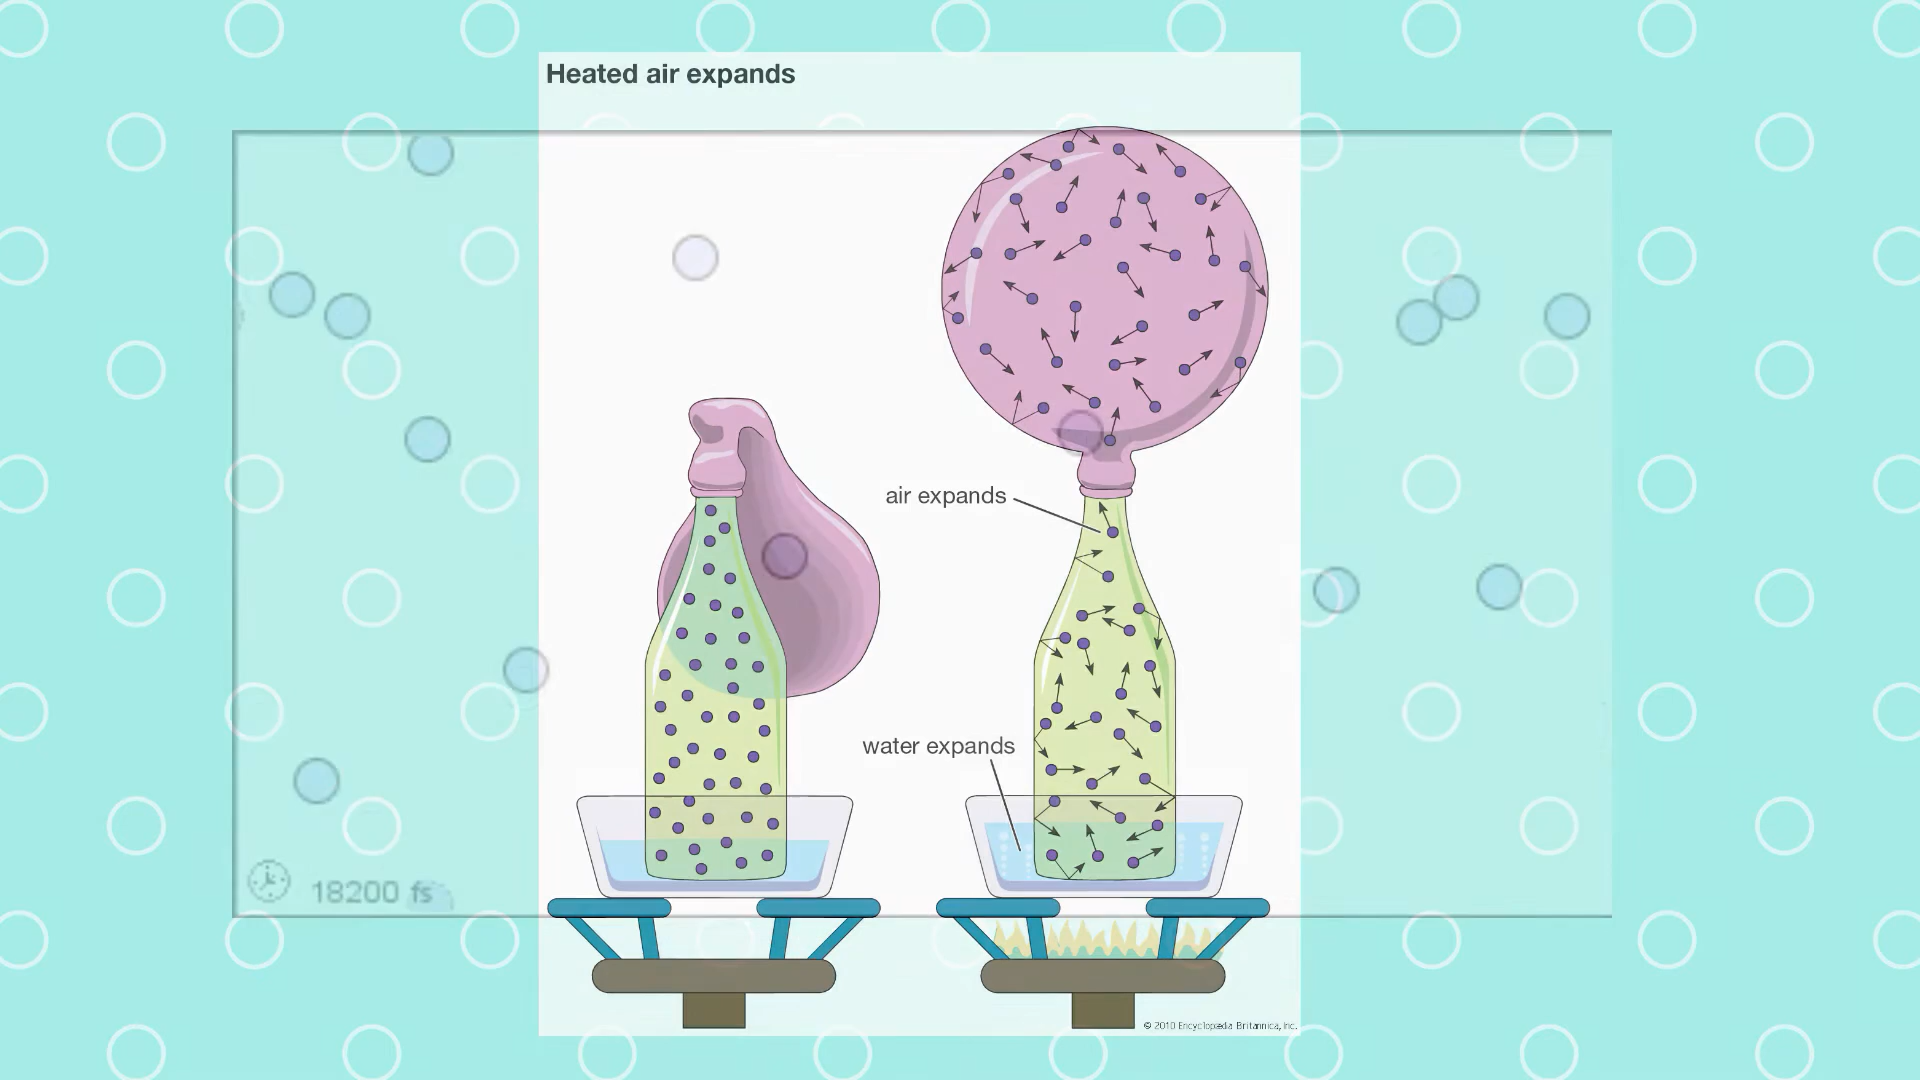 Heated air expands
air expands
water expands
18200 fs
© 2010 Encyclopædia Britannica, Inc.